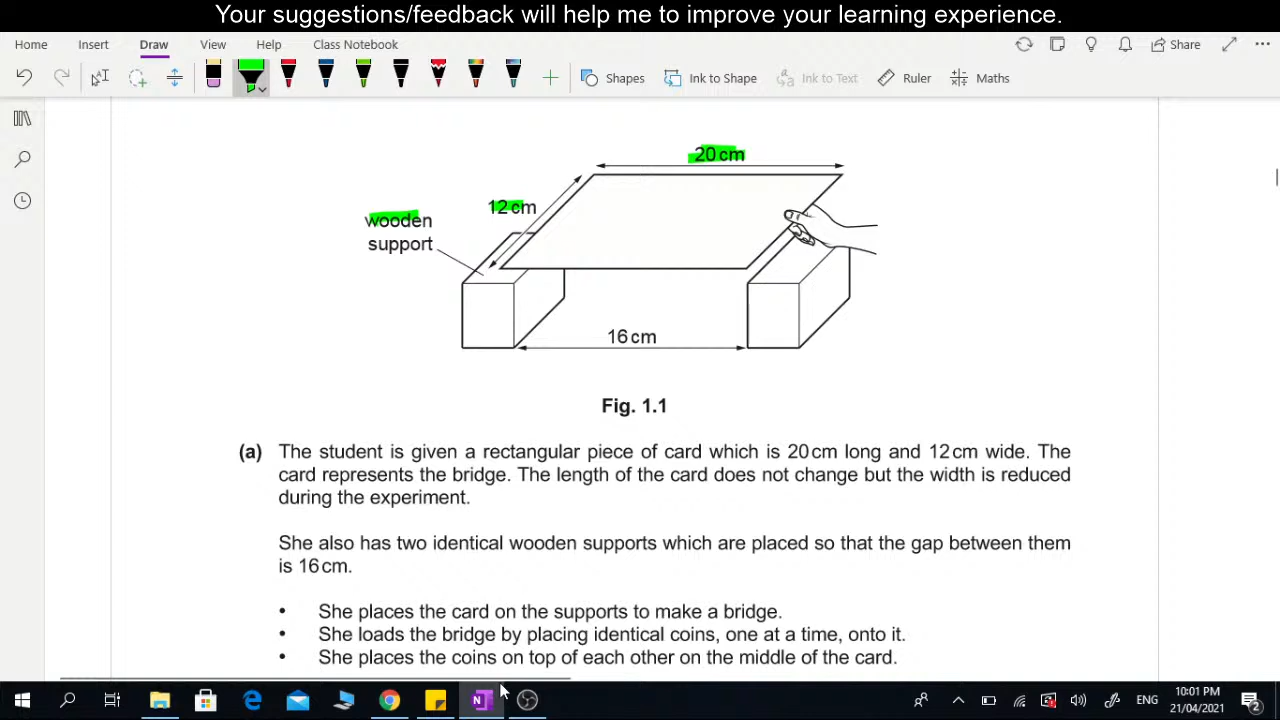 Your suggestions/feedback will help me to improve your learning experience.
Home Insert Draw View Help Class Notebook Share
Shapes Ink to Shape Ink to Text Ruler Maths
20 cm
12 cm
wooden
support
16 cm
Fig. 1.1
(a) The student is given a rectangular piece of card which is 20 cm long and 12 cm wide. The
card represents the bridge. The length of the card does not change but the width is reduced
during the experiment.
She also has two identical wooden supports which are placed so that the gap between them
is 16 cm.
• She places the card on the supports to make a bridge.
• She loads the bridge by placing identical coins, one at a time, onto it.
• She places the coins on top of each other on the middle of the card.
ENG
10:01 PM
21/04/2021
2